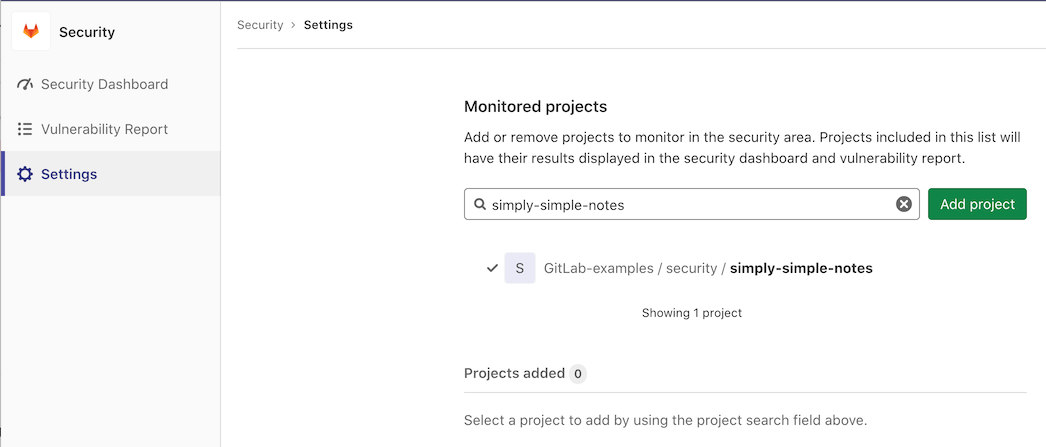 Security
Security Dashboard
Vulnerability Report
Settings
Security › Settings
Monitored projects
Add or remove projects to monitor in the security area. Projects included in this list will
have their results displayed in the security dashboard and vulnerability report.
simply-simple-notes
Add project
S GitLab-examples / security / simply-simple-notes
Showing 1 project
Projects added 0
Select a project to add by using the project search field above.